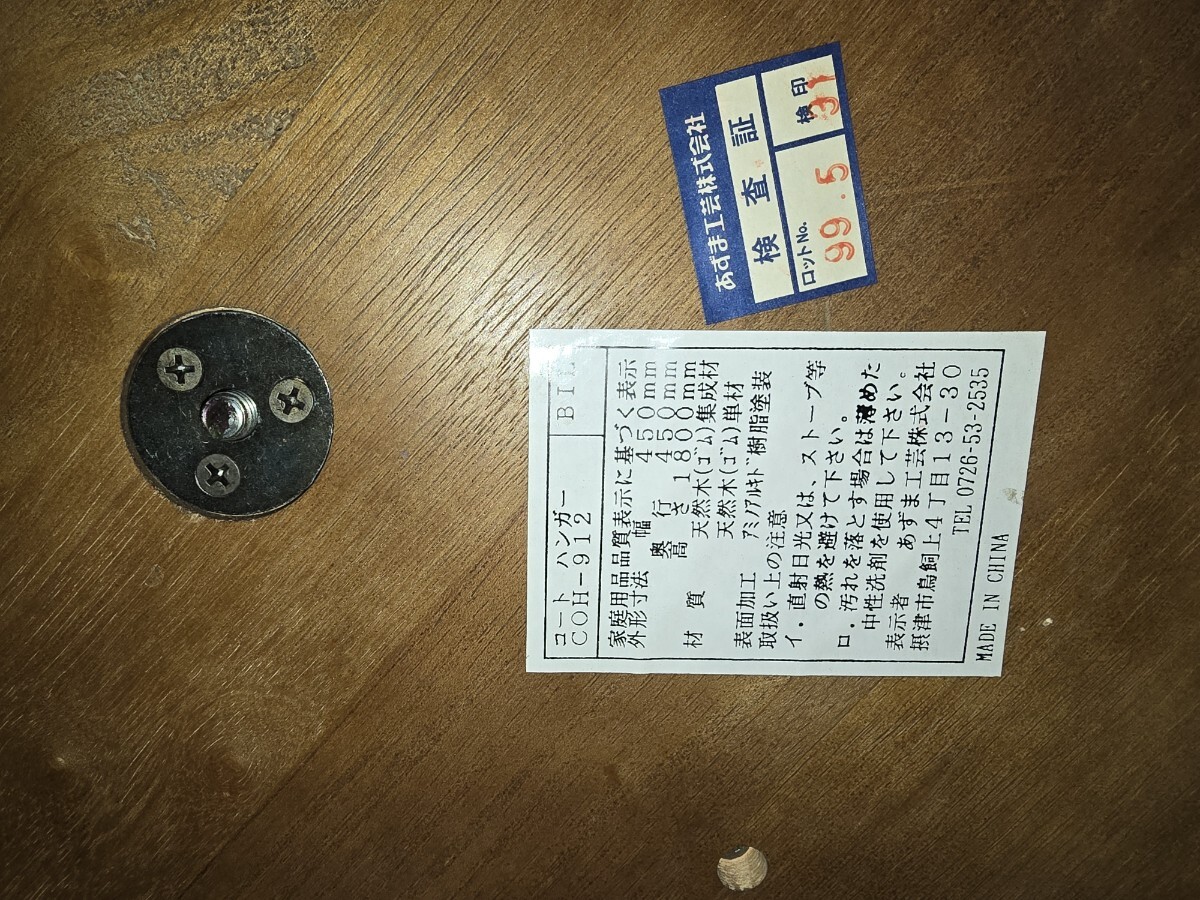 あずま工芸株式会社
検査証
ロットNo.
99.5
検印
コート ハンガー
COH-912
家庭用品品質表示に基づく表示
外形寸法 幅 450mm
奥行 450mm
高さ 1800mm
材質 天然木(ゴム)集成材
天然木(ゴム)単材
表面加工 アミノアルキド樹脂塗装
取扱い上の注意
イ・直射日光又は、ストーブ等
の熱を避けて下さい。
ロ・汚れを落とす場合は薄めた
中性洗剤を使用して下さい。
表示者 あずま工芸株式会社
摂津市鳥飼上4丁目13-30
TEL 0726-53-2535
MADE IN CHINA